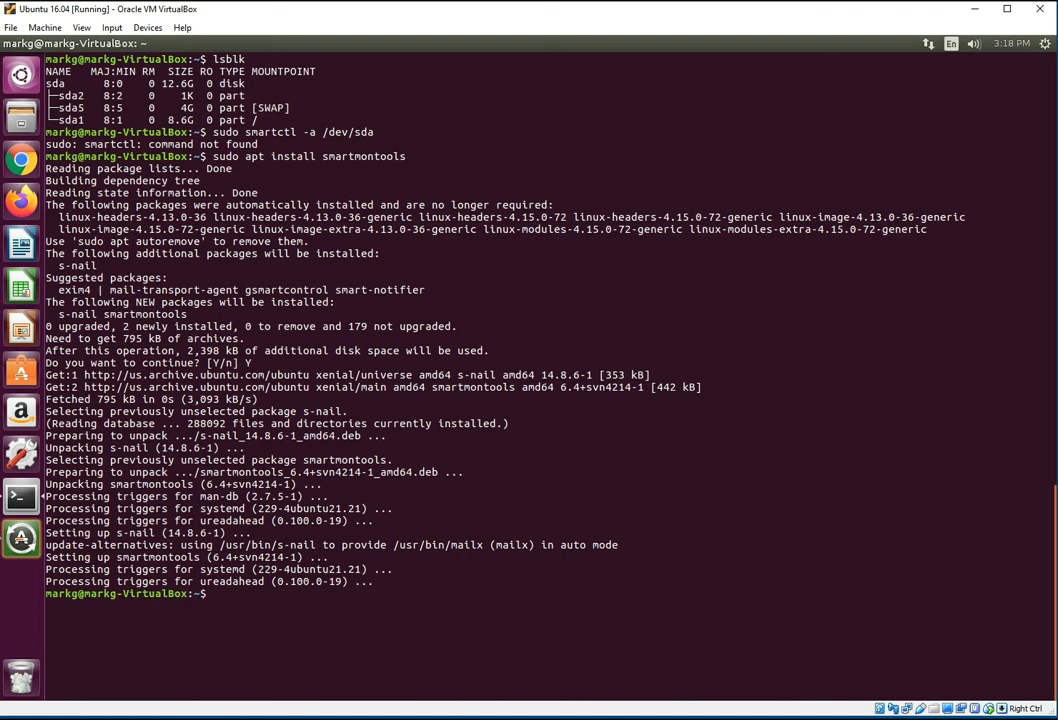 Ubuntu 16.04 [Running] - Oracle VM VirtualBox
File Machine View Input Devices Help
markg@markg-VirtualBox: ~ En 3:18 PM
markg@markg-VirtualBox:~$ lsblk
NAME   MAJ:MIN RM  SIZE RO TYPE MOUNTPOINT
sda      8:0    0 12.6G  0 disk
├─sda2   8:2    0    1K  0 part
├─sda5   8:5    0    4G  0 part [SWAP]
└─sda1   8:1    0  8.6G  0 part /
markg@markg-VirtualBox:~$ sudo smartctl -a /dev/sda
sudo: smartctl: command not found
markg@markg-VirtualBox:~$ sudo apt install smartmontools
Reading package lists... Done
Building dependency tree
Reading state information... Done
The following packages were automatically installed and are no longer required:
  linux-headers-4.13.0-36 linux-headers-4.13.0-36-generic linux-headers-4.15.0-72 linux-headers-4.15.0-72-generic linux-image-4.13.0-36-generic
  linux-image-4.15.0-72-generic linux-image-extra-4.13.0-36-generic linux-modules-4.15.0-72-generic linux-modules-extra-4.15.0-72-generic
Use 'sudo apt autoremove' to remove them.
The following additional packages will be installed:
  s-nail
Suggested packages:
  exim4 | mail-transport-agent gsmartcontrol smart-notifier
The following NEW packages will be installed:
  s-nail smartmontools
0 upgraded, 2 newly installed, 0 to remove and 179 not upgraded.
Need to get 795 kB of archives.
After this operation, 2,398 kB of additional disk space will be used.
Do you want to continue? [Y/n] Y
Get:1 http://us.archive.ubuntu.com/ubuntu xenial/universe amd64 s-nail amd64 14.8.6-1 [353 kB]
Get:2 http://us.archive.ubuntu.com/ubuntu xenial/main amd64 smartmontools amd64 6.4+svn4214-1 [442 kB]
Fetched 795 kB in 0s (3,093 kB/s)
Selecting previously unselected package s-nail.
(Reading database ... 288092 files and directories currently installed.)
Preparing to unpack .../s-nail_14.8.6-1_amd64.deb ...
Unpacking s-nail (14.8.6-1) ...
Selecting previously unselected package smartmontools.
Preparing to unpack .../smartmontools_6.4+svn4214-1_amd64.deb ...
Unpacking smartmontools (6.4+svn4214-1) ...
Processing triggers for man-db (2.7.5-1) ...
Processing triggers for systemd (229-4ubuntu21.21) ...
Processing triggers for ureadahead (0.100.0-19) ...
Setting up s-nail (14.8.6-1) ...
update-alternatives: using /usr/bin/s-nail to provide /usr/bin/mailx (mailx) in auto mode
Setting up smartmontools (6.4+svn4214-1) ...
Processing triggers for systemd (229-4ubuntu21.21) ...
Processing triggers for ureadahead (0.100.0-19) ...
markg@markg-VirtualBox:~$
Right Ctrl